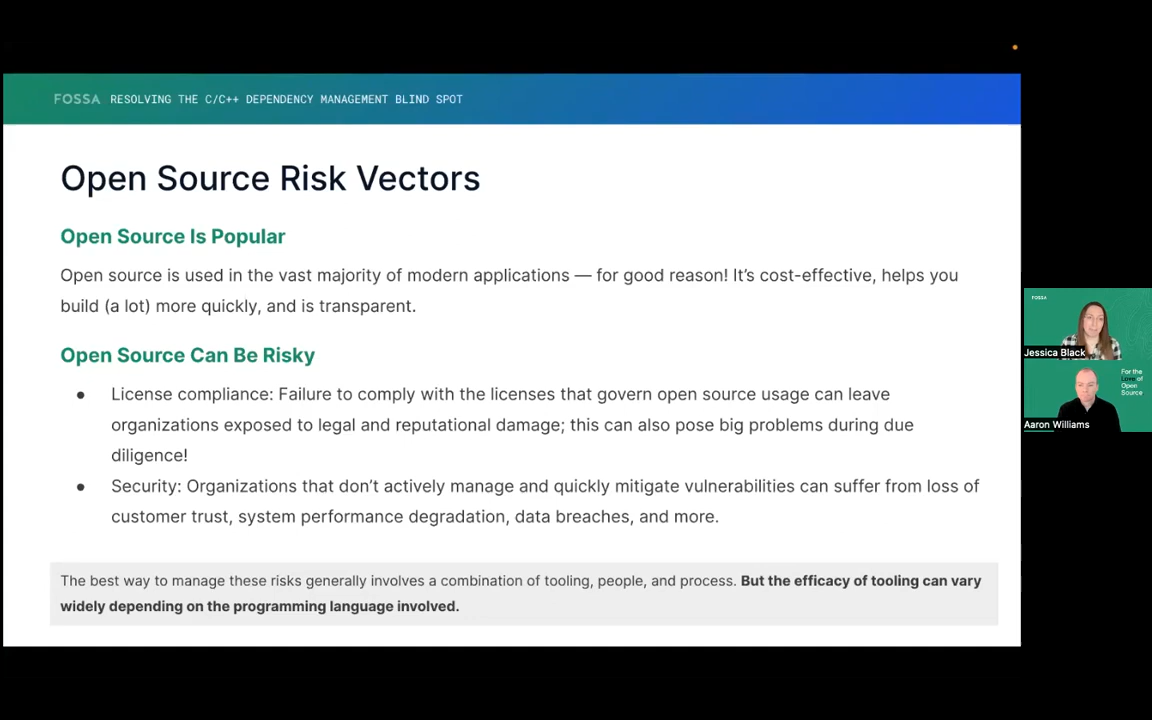 FOSSA RESOLVING THE C/C++ DEPENDENCY MANAGEMENT BLIND SPOT
Open Source Risk Vectors
Open Source Is Popular
Open source is used in the vast majority of modern applications — for good reason! It’s cost-effective, helps you
build (a lot) more quickly, and is transparent.
Open Source Can Be Risky
● License compliance: Failure to comply with the licenses that govern open source usage can leave
organizations exposed to legal and reputational damage; this can also pose big problems during due
diligence!
● Security: Organizations that don’t actively manage and quickly mitigate vulnerabilities can suffer from loss of
customer trust, system performance degradation, data breaches, and more.
The best way to manage these risks generally involves a combination of tooling, people, and process. But the efficacy of tooling can vary
widely depending on the programming language involved.
FOSSA
Jessica Black
For the
Love of
Open
Source
Aaron Williams